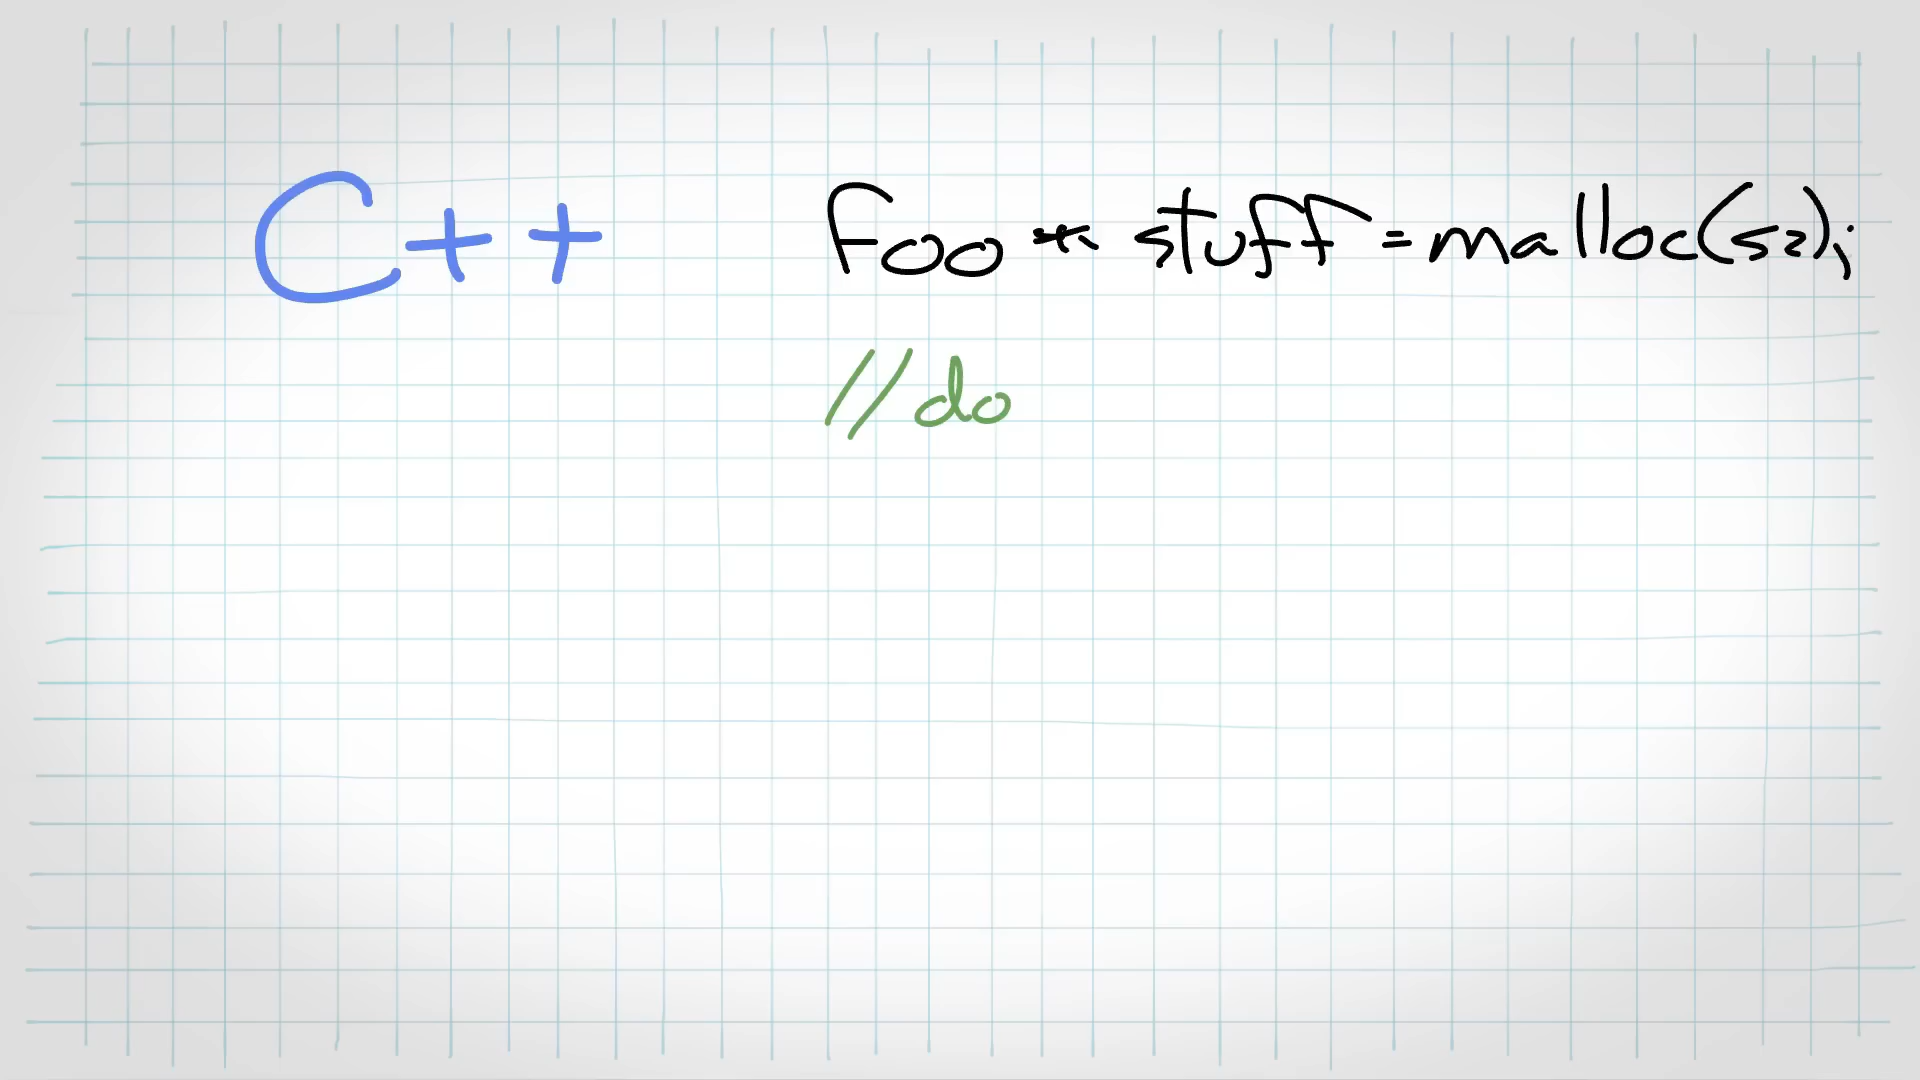 C++
foo* stuff = malloc(sz);
//do